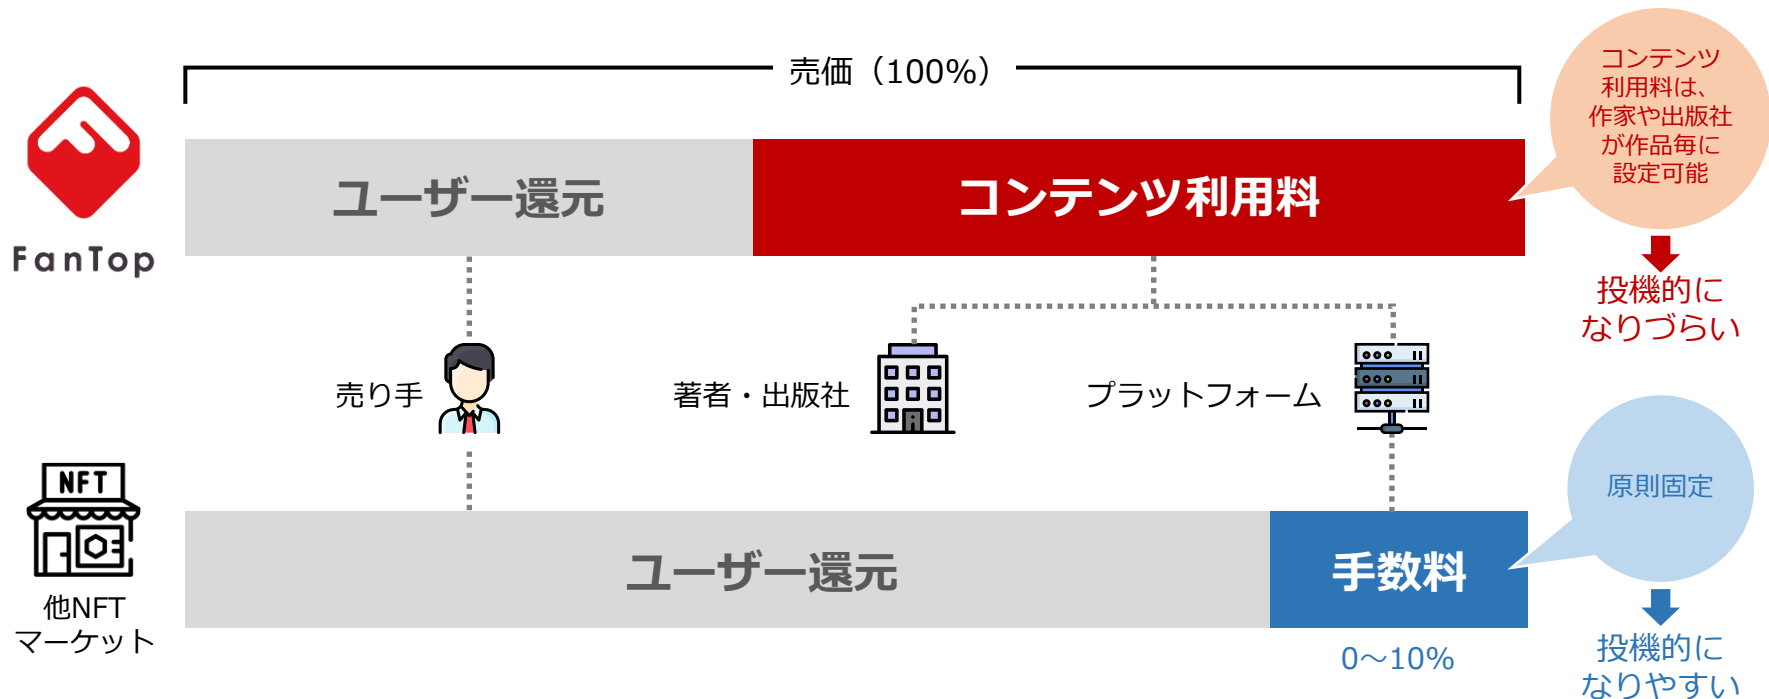 売価（100%）
コンテンツ
利用料は、
作家や出版社
が作品毎に
設定可能
ユーザー還元
コンテンツ利用料
FanTop
投機的に
なりづらい
売り手
著者・出版社
プラットフォーム
NFT
原則固定
ユーザー還元
手数料
他NFT
マーケット
0～10%
投機的に
なりやすい